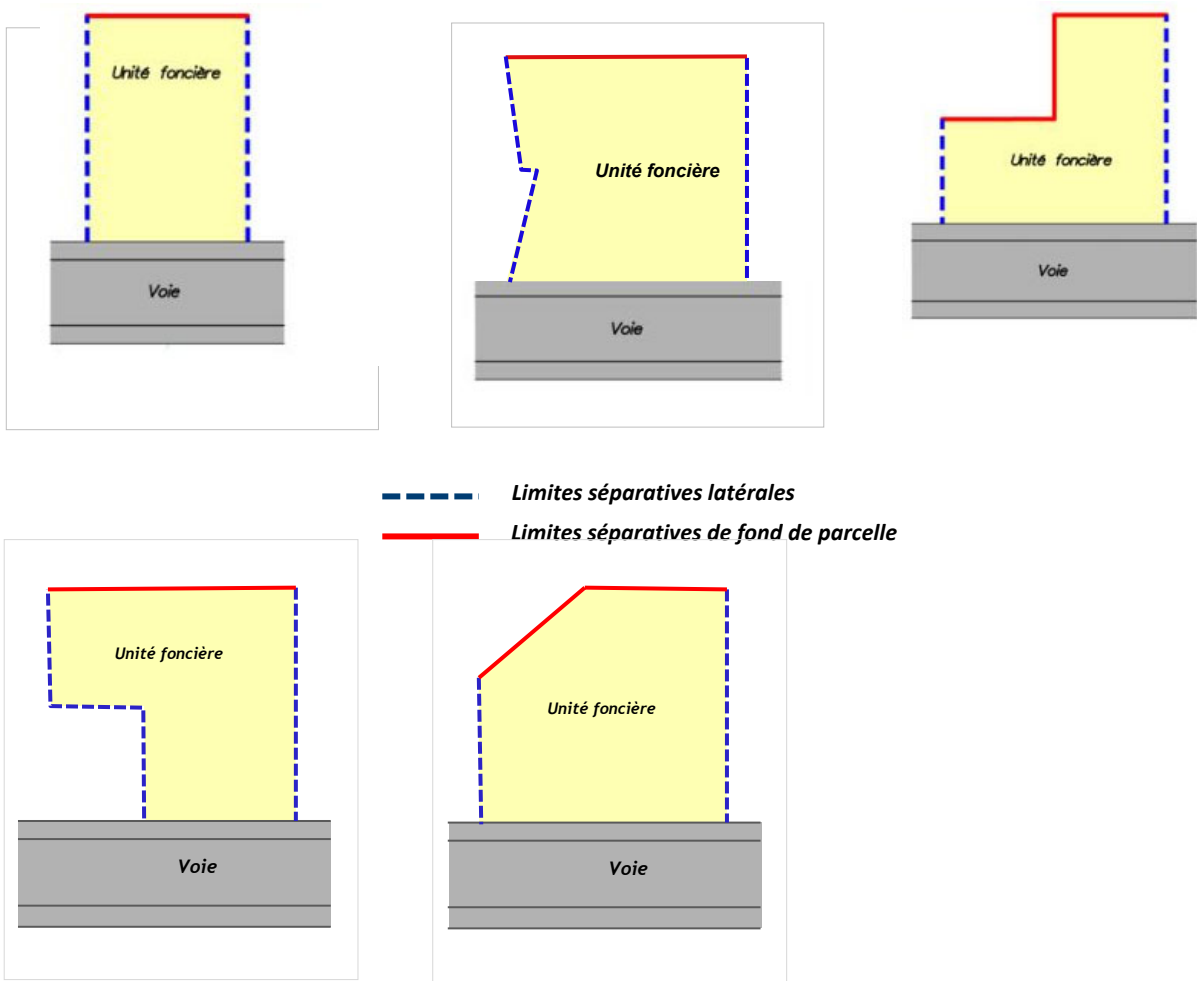 Unité foncière
Voie
Unité foncière
Voie
Unité foncière
Voie
Limites séparatives latérales
Limites séparatives de fond de parcelle
Unité foncière
Voie
Unité foncière
Voie